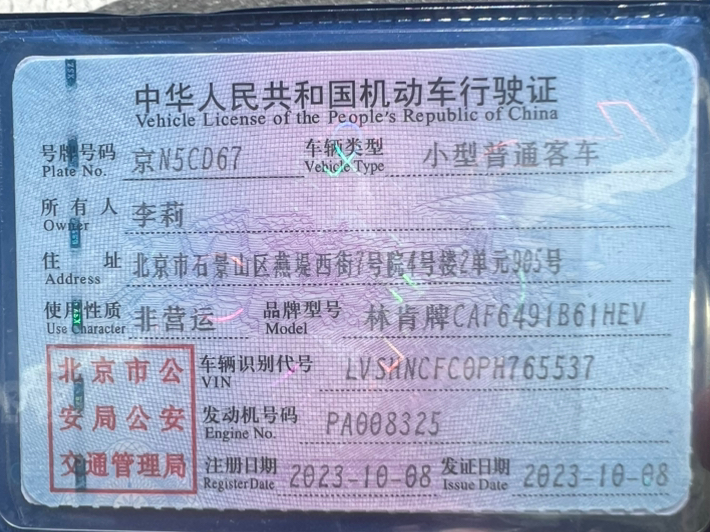 中华人民共和国机动车行驶证
Vehicle License of the People's Republic of China
号牌号码 京N5CD67 车辆类型 小型普通客车
Plate No. Vehicle Type
所有人 李莉
Owner
住址 北京市石景山区燕堤西街7号院4号楼2单元905号
Address
使用性质 非营运 品牌型号 林肯牌CAF6491B61HEV
Use Character Model
北京市公
安局公安
交通管理局
车辆识别代号 LVSHNCFC0PH765537
VIN
发动机号码 PA008325
Engine No.
注册日期 2023-10-08 发证日期 2023-10-08
Register Date Issue Date